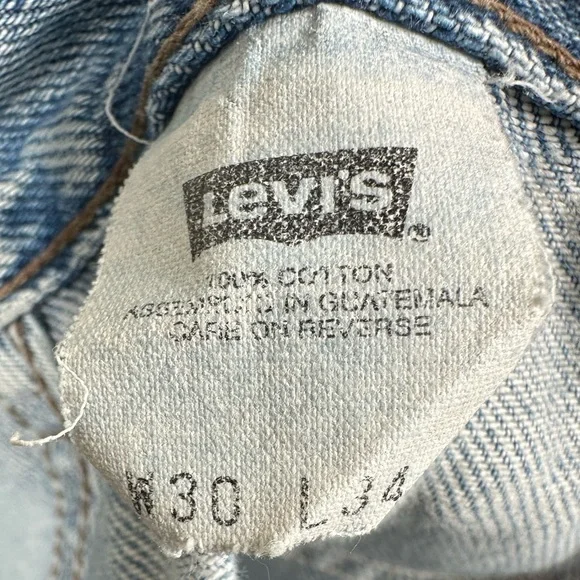 Levi's
100% COTTON
ASSEMBLED IN GUATEMALA
CARE ON REVERSE
W30 L34